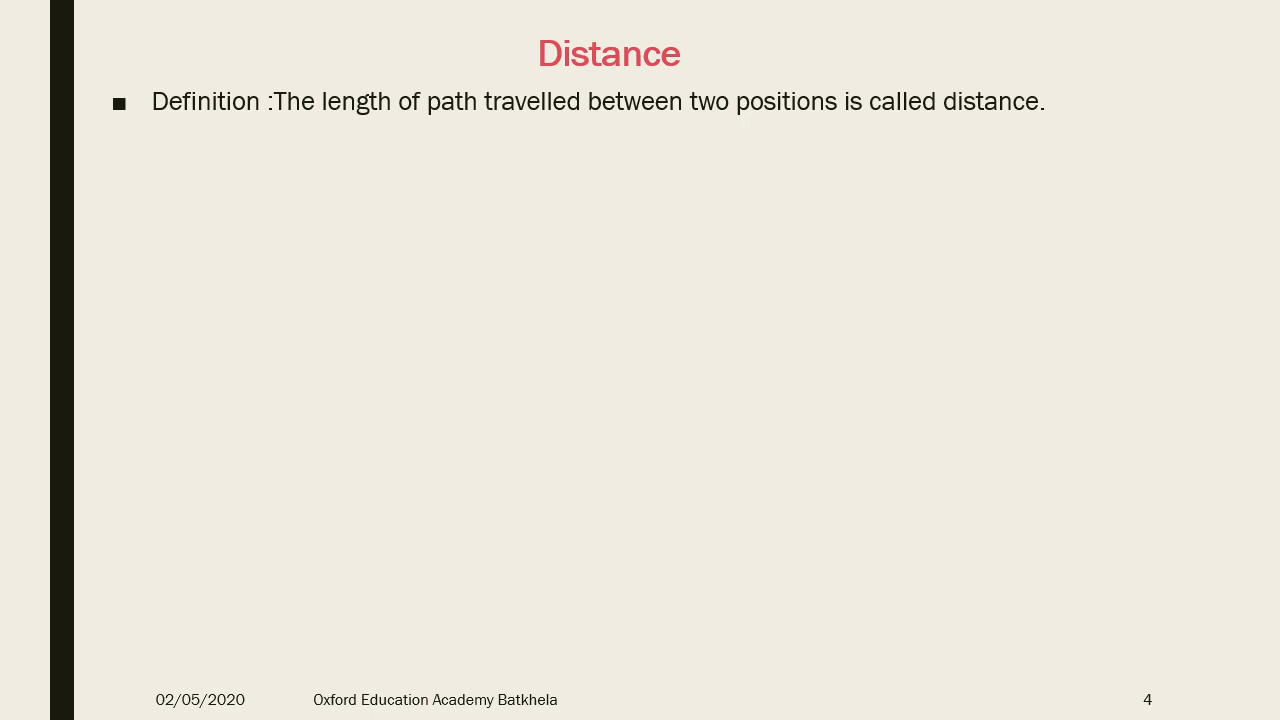 Distance
■ Definition :The length of path travelled between two positions is called distance.
02/05/2020 Oxford Education Academy Batkhela 4